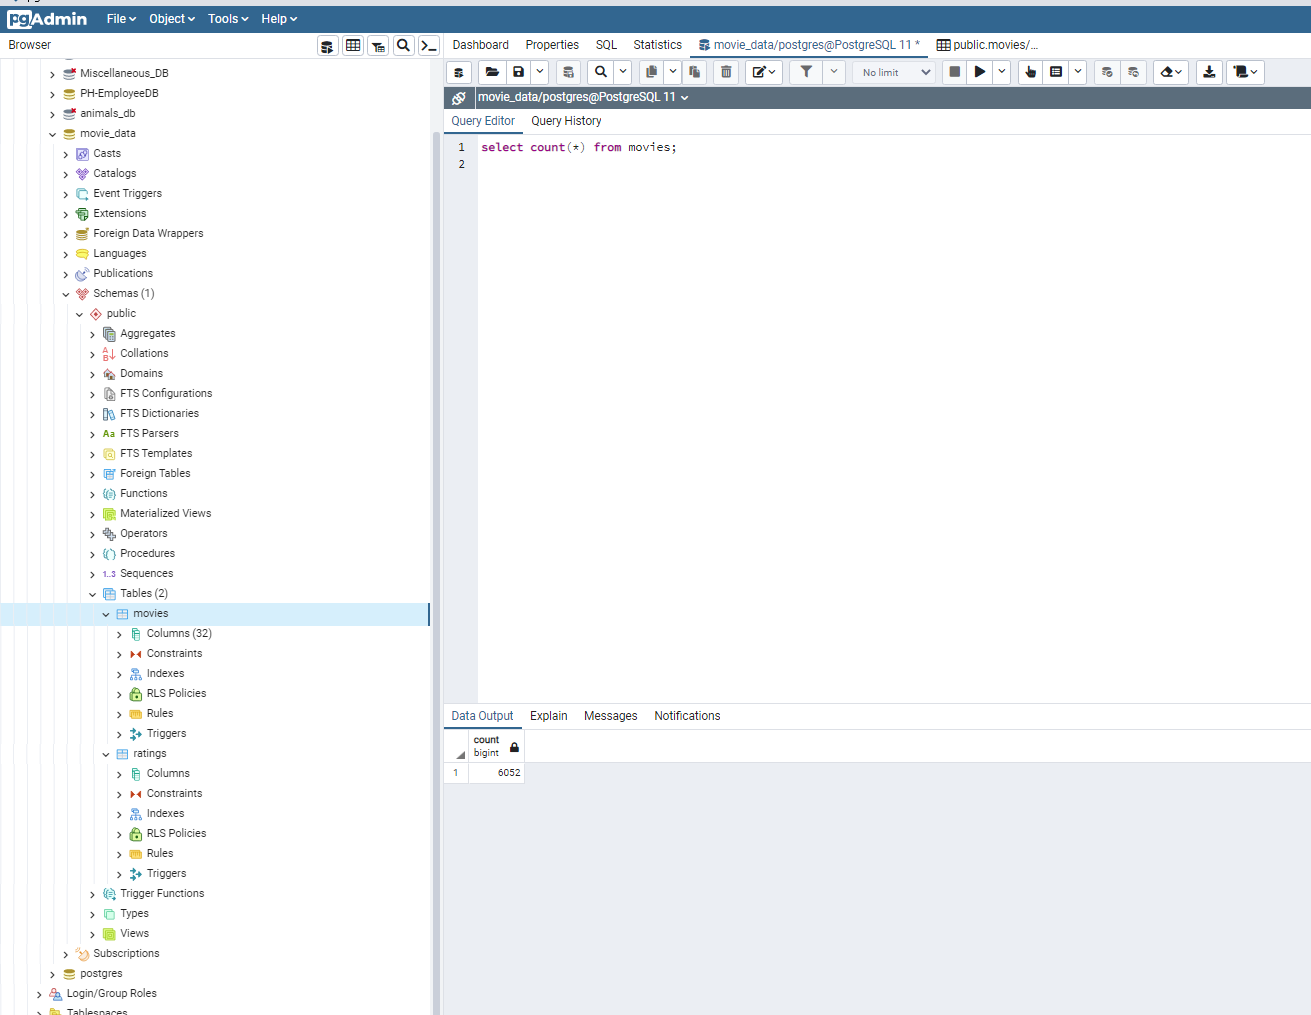 pgAdmin File Object Tools Help
Browser
Dashboard Properties SQL Statistics movie_data/postgres@PostgreSQL 11 * public.movies/...
No limit
movie_data/postgres@PostgreSQL 11
Query Editor Query History
1 select count(*) from movies;
2
Miscellaneous_DB
PH-EmployeeDB
animals_db
movie_data
Casts
Catalogs
Event Triggers
Extensions
Foreign Data Wrappers
Languages
Publications
Schemas (1)
public
Aggregates
Collations
Domains
FTS Configurations
FTS Dictionaries
Aa FTS Parsers
FTS Templates
Foreign Tables
Functions
Materialized Views
Operators
Procedures
1..3 Sequences
Tables (2)
movies
Columns (32)
Constraints
Indexes
RLS Policies
Rules
Triggers
ratings
Columns
Constraints
Indexes
RLS Policies
Rules
Triggers
Trigger Functions
Types
Views
Subscriptions
postgres
Login/Group Roles
Tablespaces
Data Output Explain Messages Notifications
count
bigint
1 6052